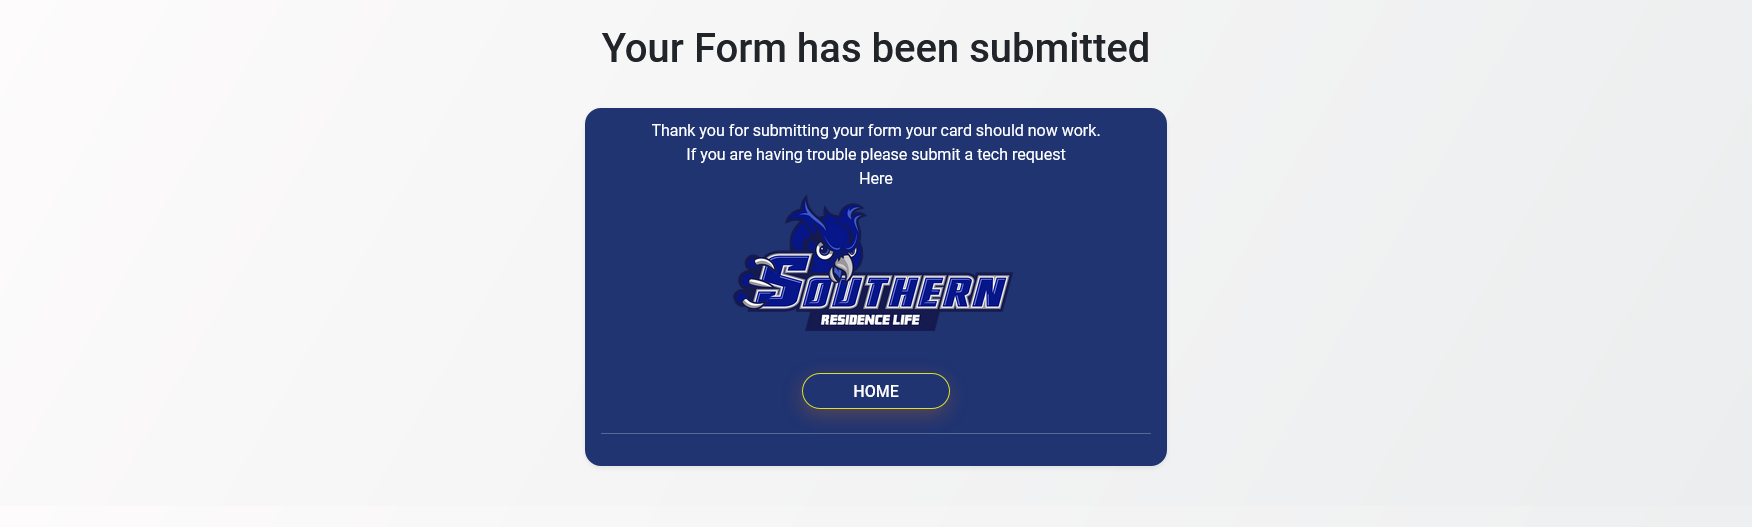 Your Form has been submitted
Thank you for submitting your form your card should now work.
If you are having trouble please submit a tech request
Here
SOUTHERN
RESIDENCE LIFE
HOME